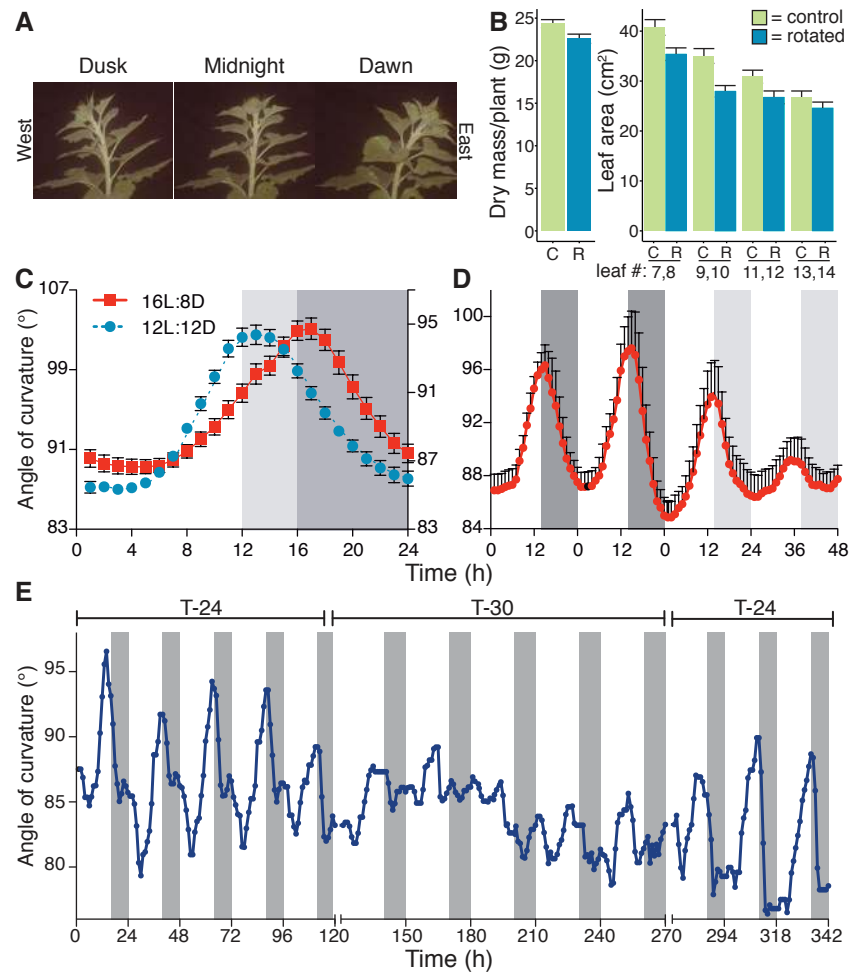 A
Dusk Midnight Dawn
West
East
B
Dry mass/plant (g)
25
20
15
10
5
0
C R
Leaf area (cm²)
40
30
20
10
0
= control
= rotated
C R C R C R C R
leaf #: 7,8 9,10 11,12 13,14
C
Angle of curvature (°)
107
99
91
83
16L:8D
12L:12D
95
91
87
83
0 4 8 12 16 20 24
Time (h)
D
100
96
92
88
84
0 12 0 12 0 12 24 36 48
Time (h)
E
T-24 T-30 T-24
Angle of curvature (°)
95
90
85
80
0 24 48 72 96 120 150 180 210 240 270 294 318 342
Time (h)